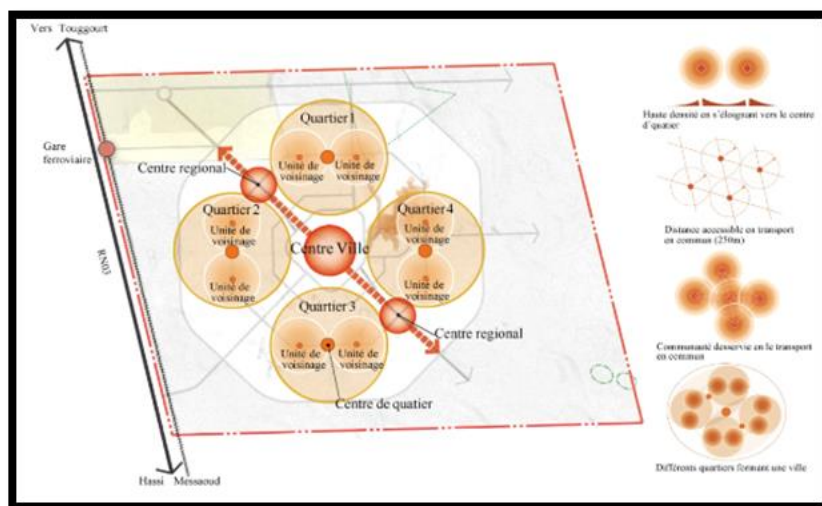 Vers Touggourt
Gare
ferroviaire
RN03
Hassi Messaoud
Centre regional
Quartier 1
Unité de
voisinage
Unité de
voisinage
Quartier 2
Unité de
voisinage
Unité de
voisinage
Centre Ville
Quartier 4
Unité de
voisinage
Unité de
voisinage
Quartier 3
Unité de
voisinage
Unité de
voisinage
Centre regional
Centre de quatier
Haute densité en s'éloignant vers le centre
d'quatier
Distance accessible en transport
en commun (250m)
Communauté desservie en le transport
en commun
Différents quartiers formant une ville